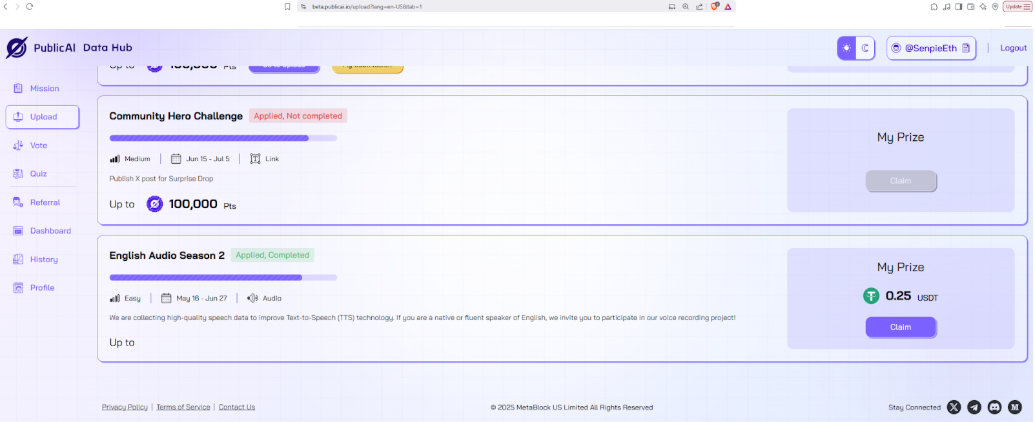 beta.publicai.io/upload?lang=en-US&tab=1
Update
PublicAI Data Hub
@SenpieEth
Logout
Up to 100,000 Pts
Mission
Upload
Vote
Quiz
Referral
Dashboard
History
Profile
Community Hero Challenge Applied, Not completed
Medium | Jun 15 - Jul 5 | Link
Publish X post for Surprise Drop
Up to 100,000 Pts
My Prize
Claim
English Audio Season 2 Applied, Completed
Easy | May 16 - Jun 27 | Audio
We are collecting high-quality speech data to improve Text-to-Speech (TTS) technology. If you are a native or fluent speaker of English, we invite you to participate in our voice recording project!
Up to
My Prize
0.25 USDT
Claim
Privacy Policy | Terms of Service | Contact Us
© 2025 MetaBlock US Limited All Rights Reserved
Stay Connected